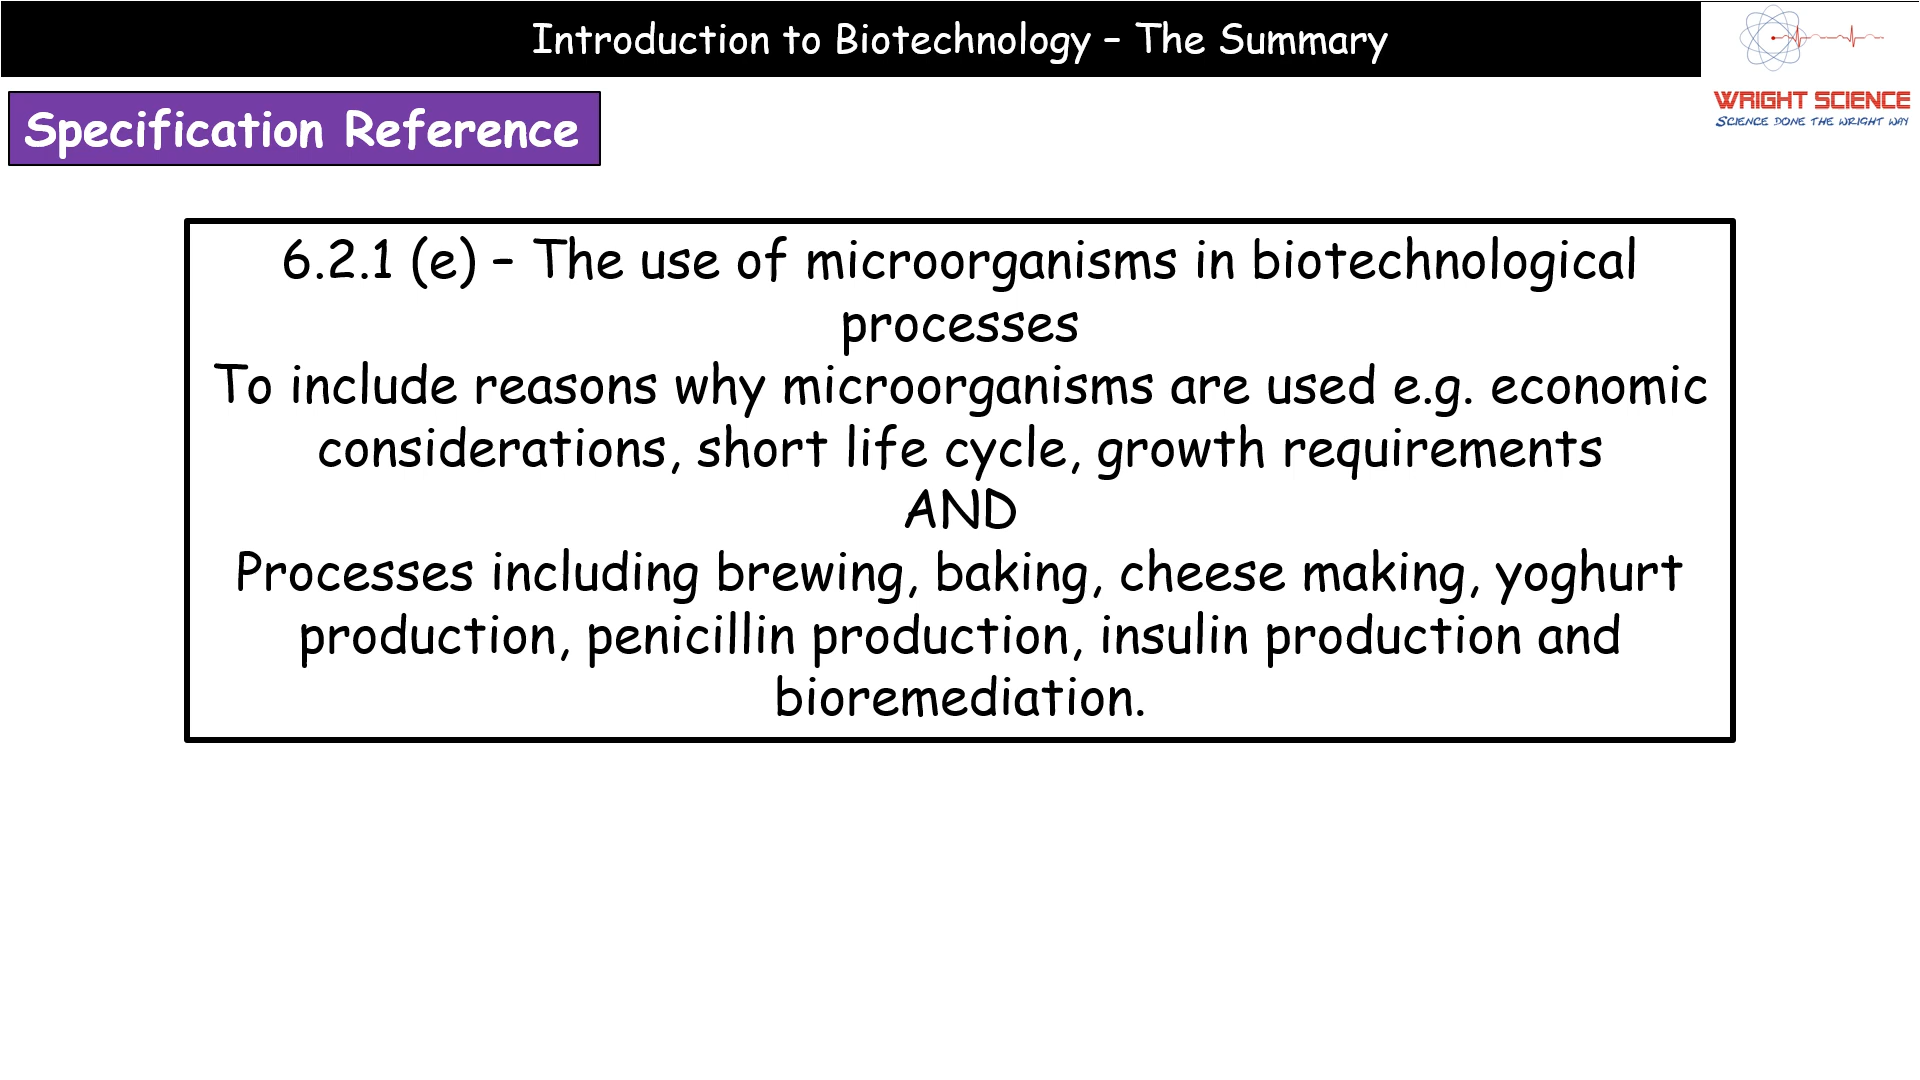 Introduction to Biotechnology – The Summary
WRIGHT SCIENCE
SCIENCE DONE THE WRIGHT WAY
Specification Reference
6.2.1 (e) – The use of microorganisms in biotechnological
processes
To include reasons why microorganisms are used e.g. economic
considerations, short life cycle, growth requirements
AND
Processes including brewing, baking, cheese making, yoghurt
production, penicillin production, insulin production and
bioremediation.